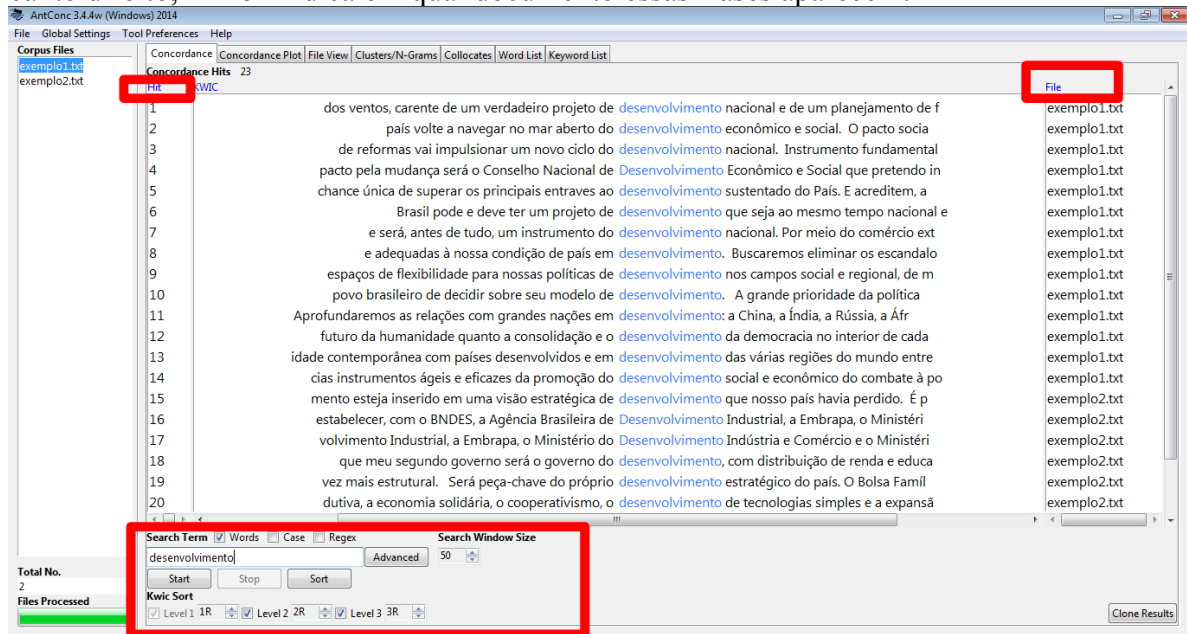 AntConc 3.4.4w (Windows) 2014
File Global Settings Tool Preferences Help
Corpus Files
exemplo1.txt
exemplo2.txt
Concordance Concordance Plot File View Clusters/N-Grams Collocates Word List Keyword List
Concordance Hits 23
Hit KWIC File
1 dos ventos, carente de um verdadeiro projeto de desenvolvimento nacional e de um planejamento de f exemplo1.txt
2 país volte a navegar no mar aberto do desenvolvimento econômico e social. O pacto socia exemplo1.txt
3 de reformas vai impulsionar um novo ciclo do desenvolvimento nacional. Instrumento fundamental exemplo1.txt
4 pacto pela mudança será o Conselho Nacional de Desenvolvimento Econômico e Social que pretendo in exemplo1.txt
5 chance única de superar os principais entraves ao desenvolvimento sustentado do País. E acreditem, a exemplo1.txt
6 Brasil pode e deve ter um projeto de desenvolvimento que seja ao mesmo tempo nacional e exemplo1.txt
7 e será, antes de tudo, um instrumento do desenvolvimento nacional. Por meio do comércio ext exemplo1.txt
8 e adequadas à nossa condição de país em desenvolvimento. Buscaremos eliminar os escandalo exemplo1.txt
9 espaços de flexibilidade para nossas políticas de desenvolvimento nos campos social e regional, de m exemplo1.txt
10 povo brasileiro de decidir sobre seu modelo de desenvolvimento. A grande prioridade da política exemplo1.txt
11 Aprofundaremos as relações com grandes nações em desenvolvimento: a China, a Índia, a Rússia, a Áfr exemplo1.txt
12 futuro da humanidade quanto a consolidação e o desenvolvimento da democracia no interior de cada exemplo1.txt
13 idade contemporânea com países desenvolvidos e em desenvolvimento das várias regiões do mundo entre exemplo1.txt
14 cias instrumentos ágeis e eficazes da promoção do desenvolvimento social e econômico do combate à po exemplo1.txt
15 mento esteja inserido em uma visão estratégica de desenvolvimento que nosso país havia perdido. É p exemplo2.txt
16 estabelecer, com o BNDES, a Agência Brasileira de Desenvolvimento Industrial, a Embrapa, o Ministéri exemplo2.txt
17 volvimento Industrial, a Embrapa, o Ministério do Desenvolvimento Indústria e Comércio e o Ministéri exemplo2.txt
18 que meu segundo governo será o governo do desenvolvimento, com distribuição de renda e educa exemplo2.txt
19 vez mais estrutural. Será peça-chave do próprio desenvolvimento estratégico do país. O Bolsa Famíl exemplo2.txt
20 dutiva, a economia solidária, o cooperativismo, o desenvolvimento de tecnologias simples e a expansã exemplo2.txt
Search Term Words Case Regex Search Window Size
desenvolvimento Advanced 50
Start Stop Sort
Kwic Sort
Level 1 1R Level 2 2R Level 3 3R
Total No.
2
Files Processed
Clone Results